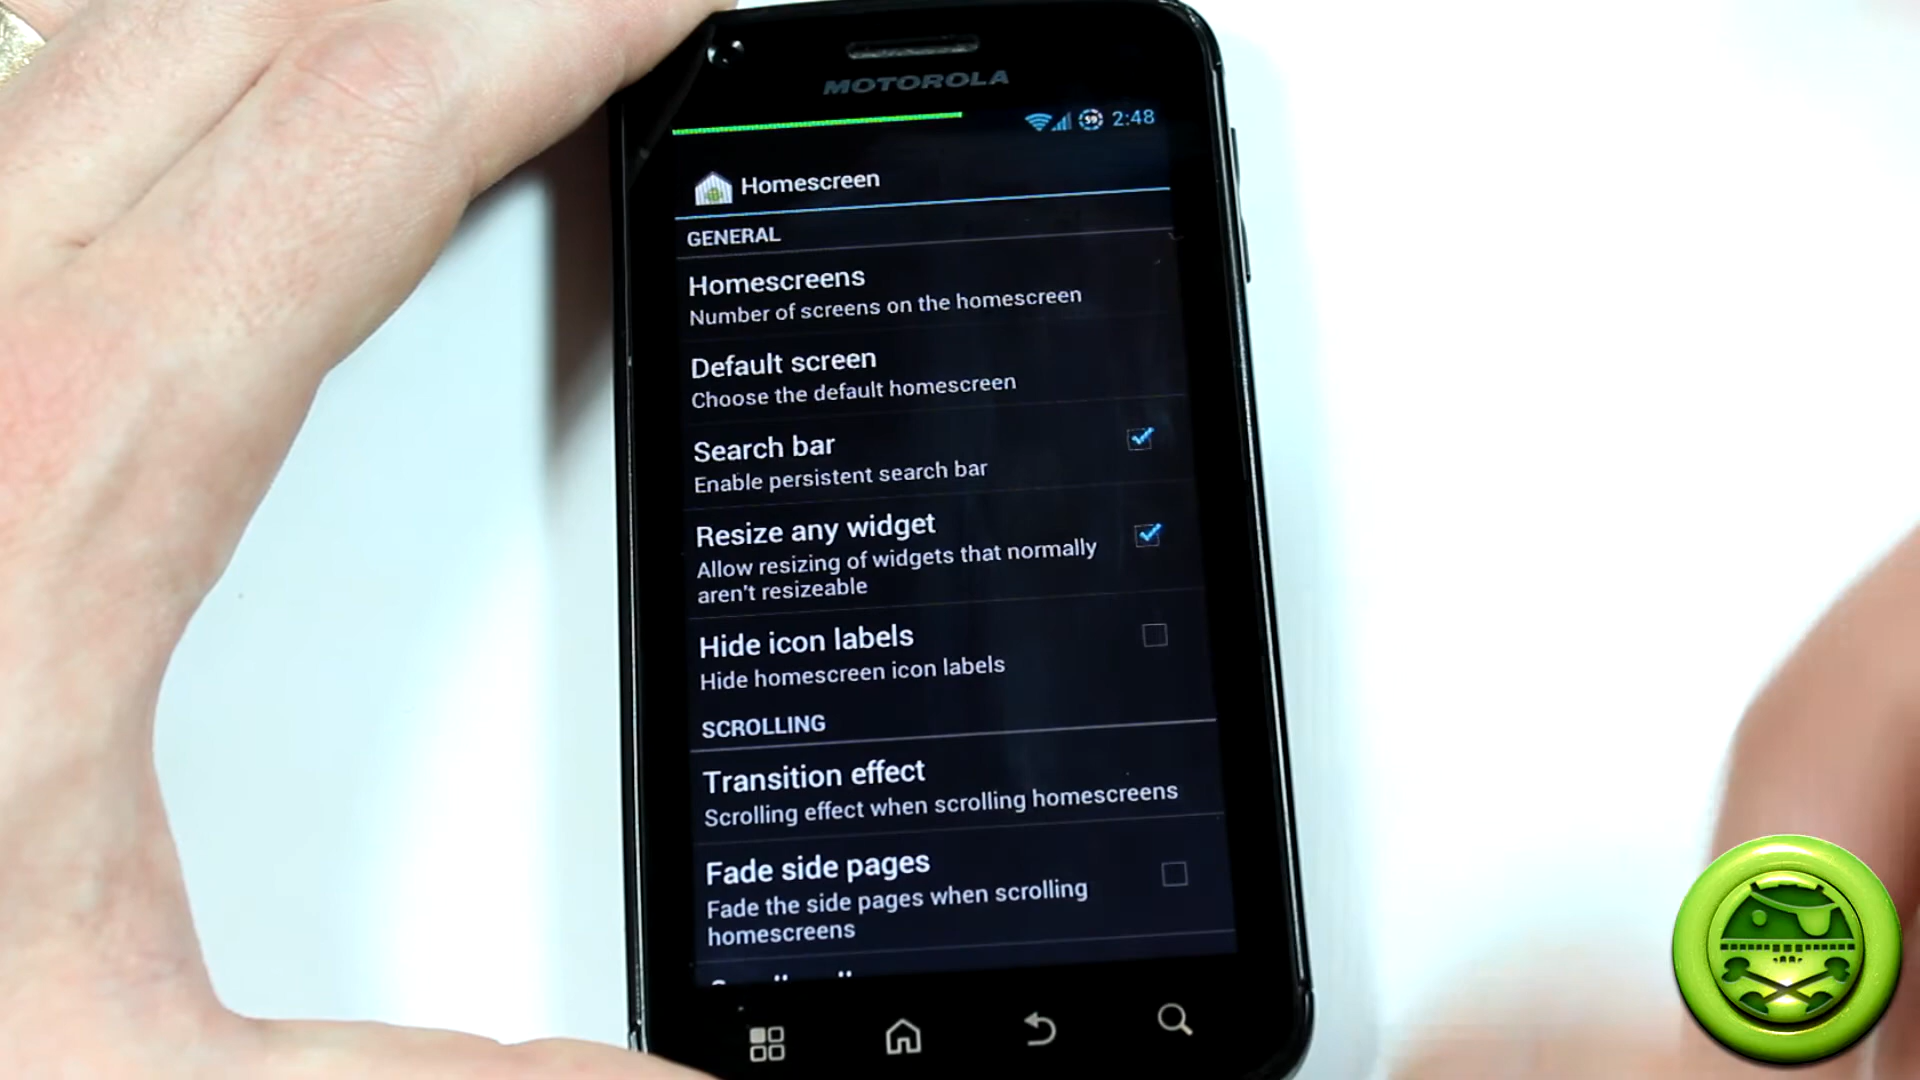 MOTOROLA
59 2:48
Homescreen
GENERAL
Homescreens
Number of screens on the homescreen
Default screen
Choose the default homescreen
Search bar
Enable persistent search bar
Resize any widget
Allow resizing of widgets that normally
aren't resizeable
Hide icon labels
Hide homescreen icon labels
SCROLLING
Transition effect
Scrolling effect when scrolling homescreens
Fade side pages
Fade the side pages when scrolling
homescreens